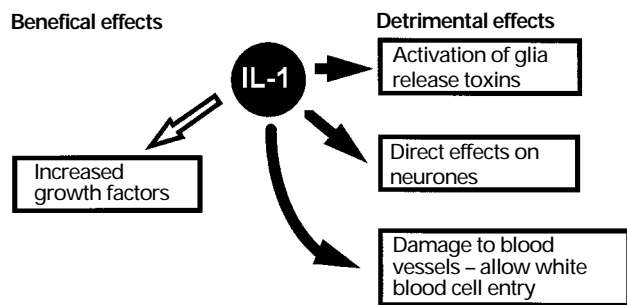 Benefical effects
Detrimental effects
IL-1
Activation of glia
release toxins
Increased
growth factors
Direct effects on
neurones
Damage to blood
vessels – allow white
blood cell entry